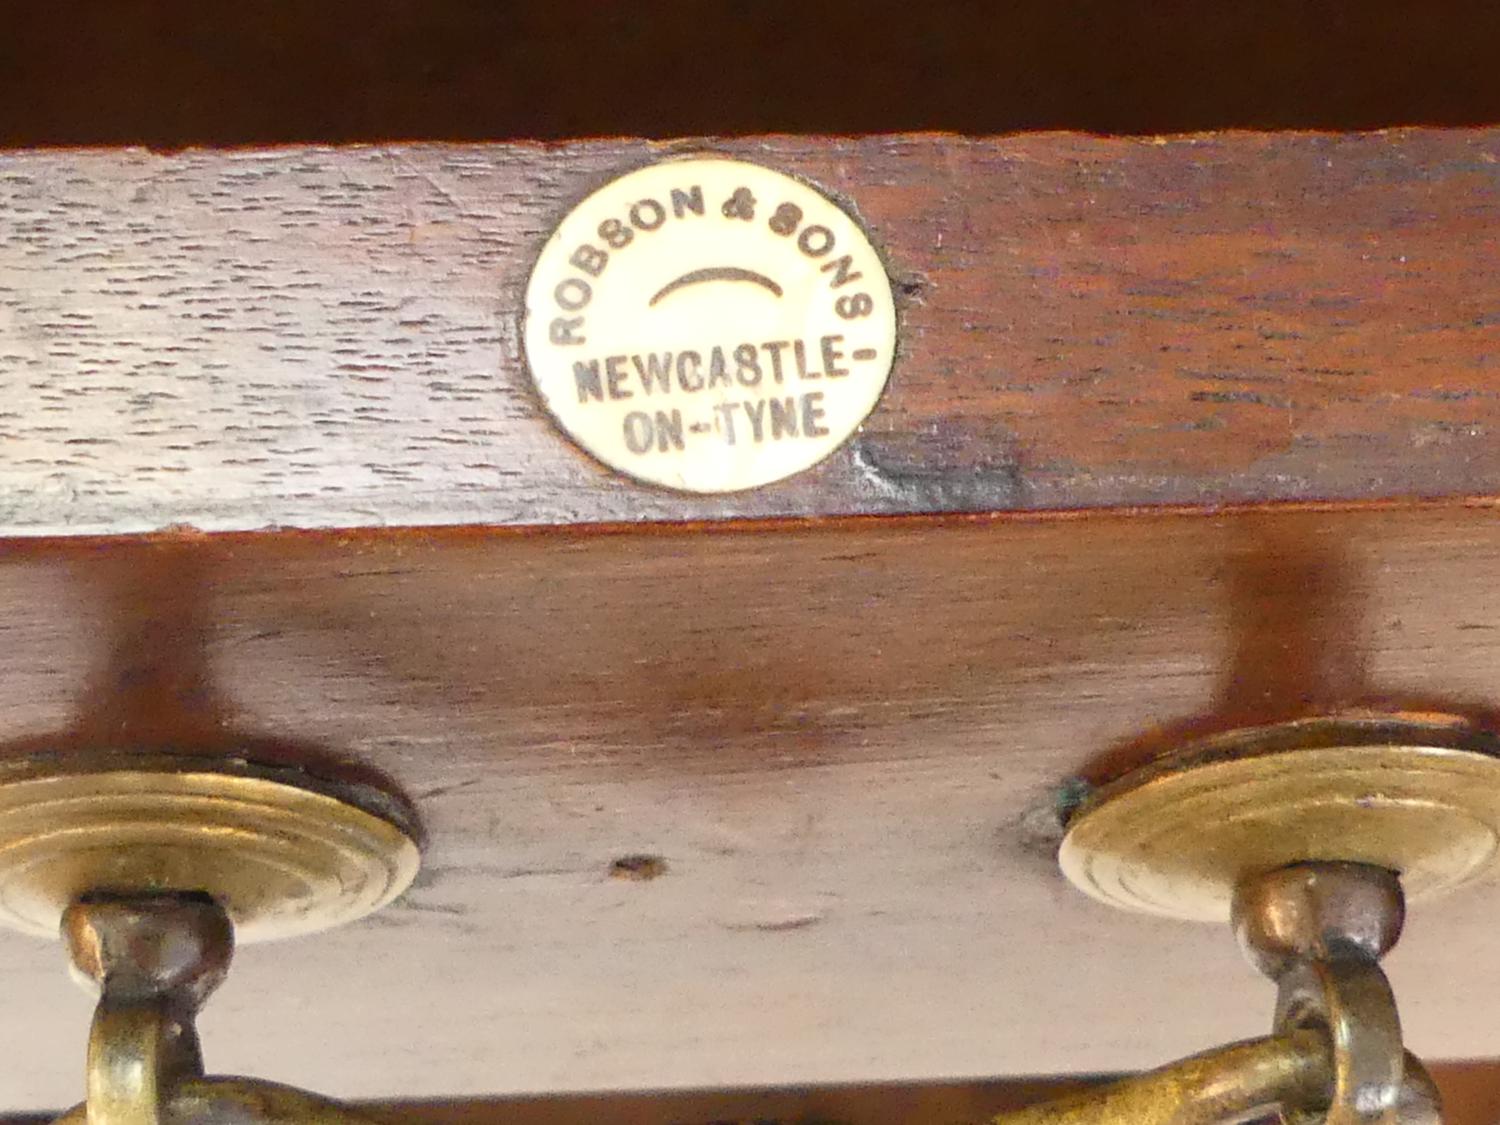 ROBSON & SONS
NEWCASTLE-
ON-TYNE